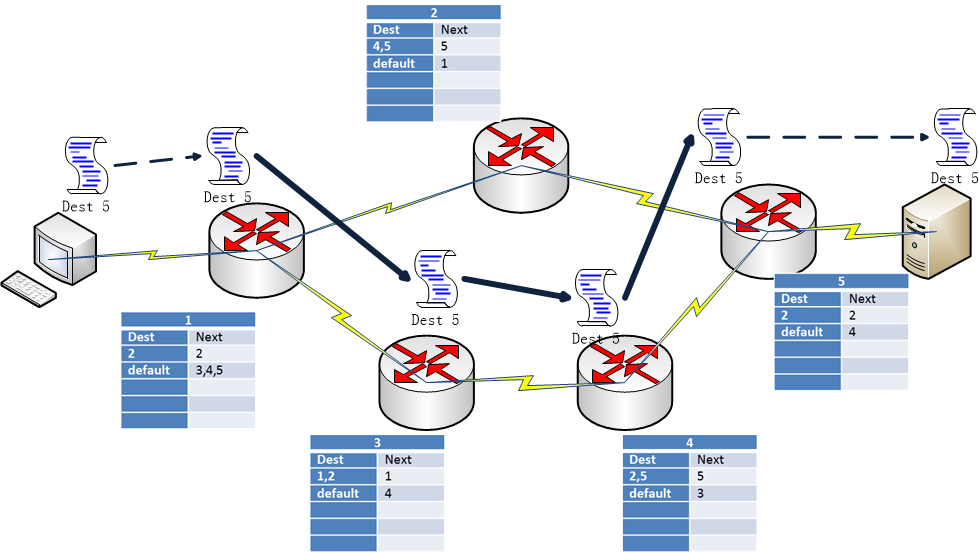 2
Dest Next
4,5 5
default 1
Dest 5
Dest 5
Dest 5
Dest 5
Dest 5
Dest 5
1
Dest Next
2 2
default 3,4,5
5
Dest Next
2 2
default 4
3
Dest Next
1,2 1
default 4
4
Dest Next
2,5 5
default 3